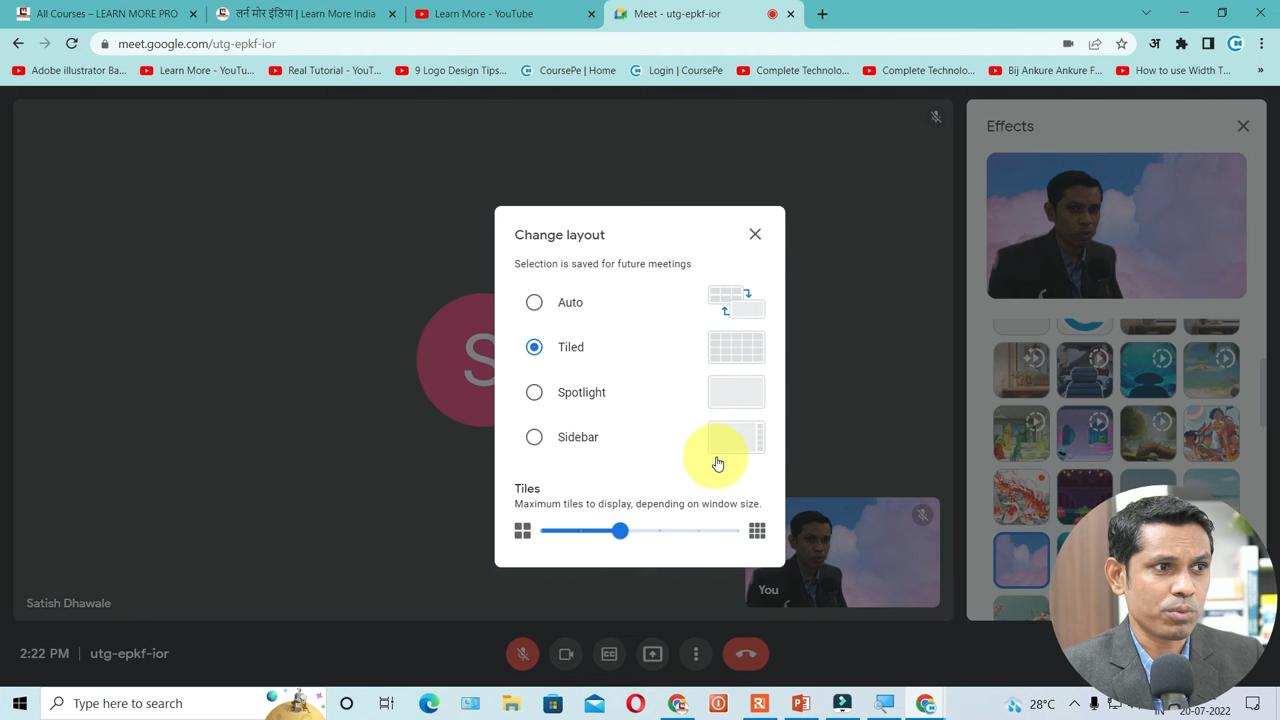 All Courses – LEARN MORE PRO
लर्न मोर इंडिया | Learn More India
Learn More - YouTube
Meet - utg-epkf-ior
meet.google.com/utg-epkf-ior
अ
Adobe illustrator Ba...
Learn More - YouTu...
Real Tutorial - YouT...
9 Logo Design Tips...
CoursePe | Home
Login | CoursePe
Complete Technolo...
Complete Technolo...
Bij Ankure Ankure F...
How to use Width T...
»
Effects
Change layout
Selection is saved for future meetings
Auto
Tiled
Spotlight
Sidebar
S
Tiles
Maximum tiles to display, depending on window size.
You
Satish Dhawale
2:22 PM | utg-epkf-ior
CC
Type here to search
28°C
IN
20-07-2022